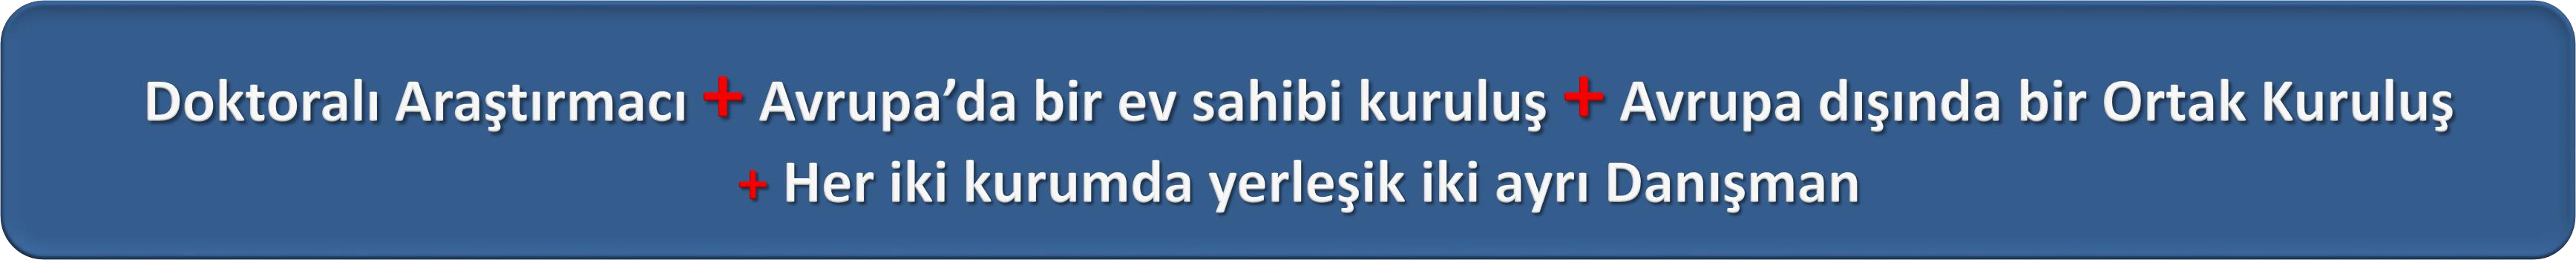 Doktoralı Araştırmacı + Avrupa’da bir ev sahibi kuruluş + Avrupa dışında bir Ortak Kuruluş
+ Her iki kurumda yerleşik iki ayrı Danışman